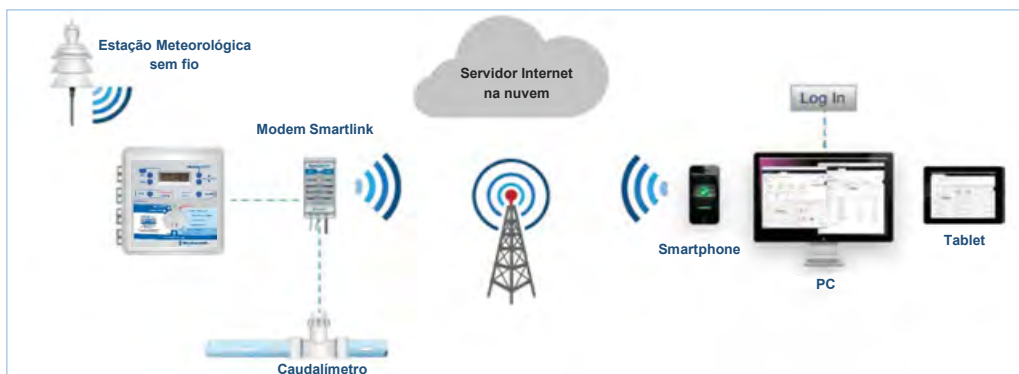 Estação Meteorológica
sem fio
Servidor Internet
na nuvem
Log In
Modem Smartlink
Smartphone
Tablet
PC
Caudalímetro